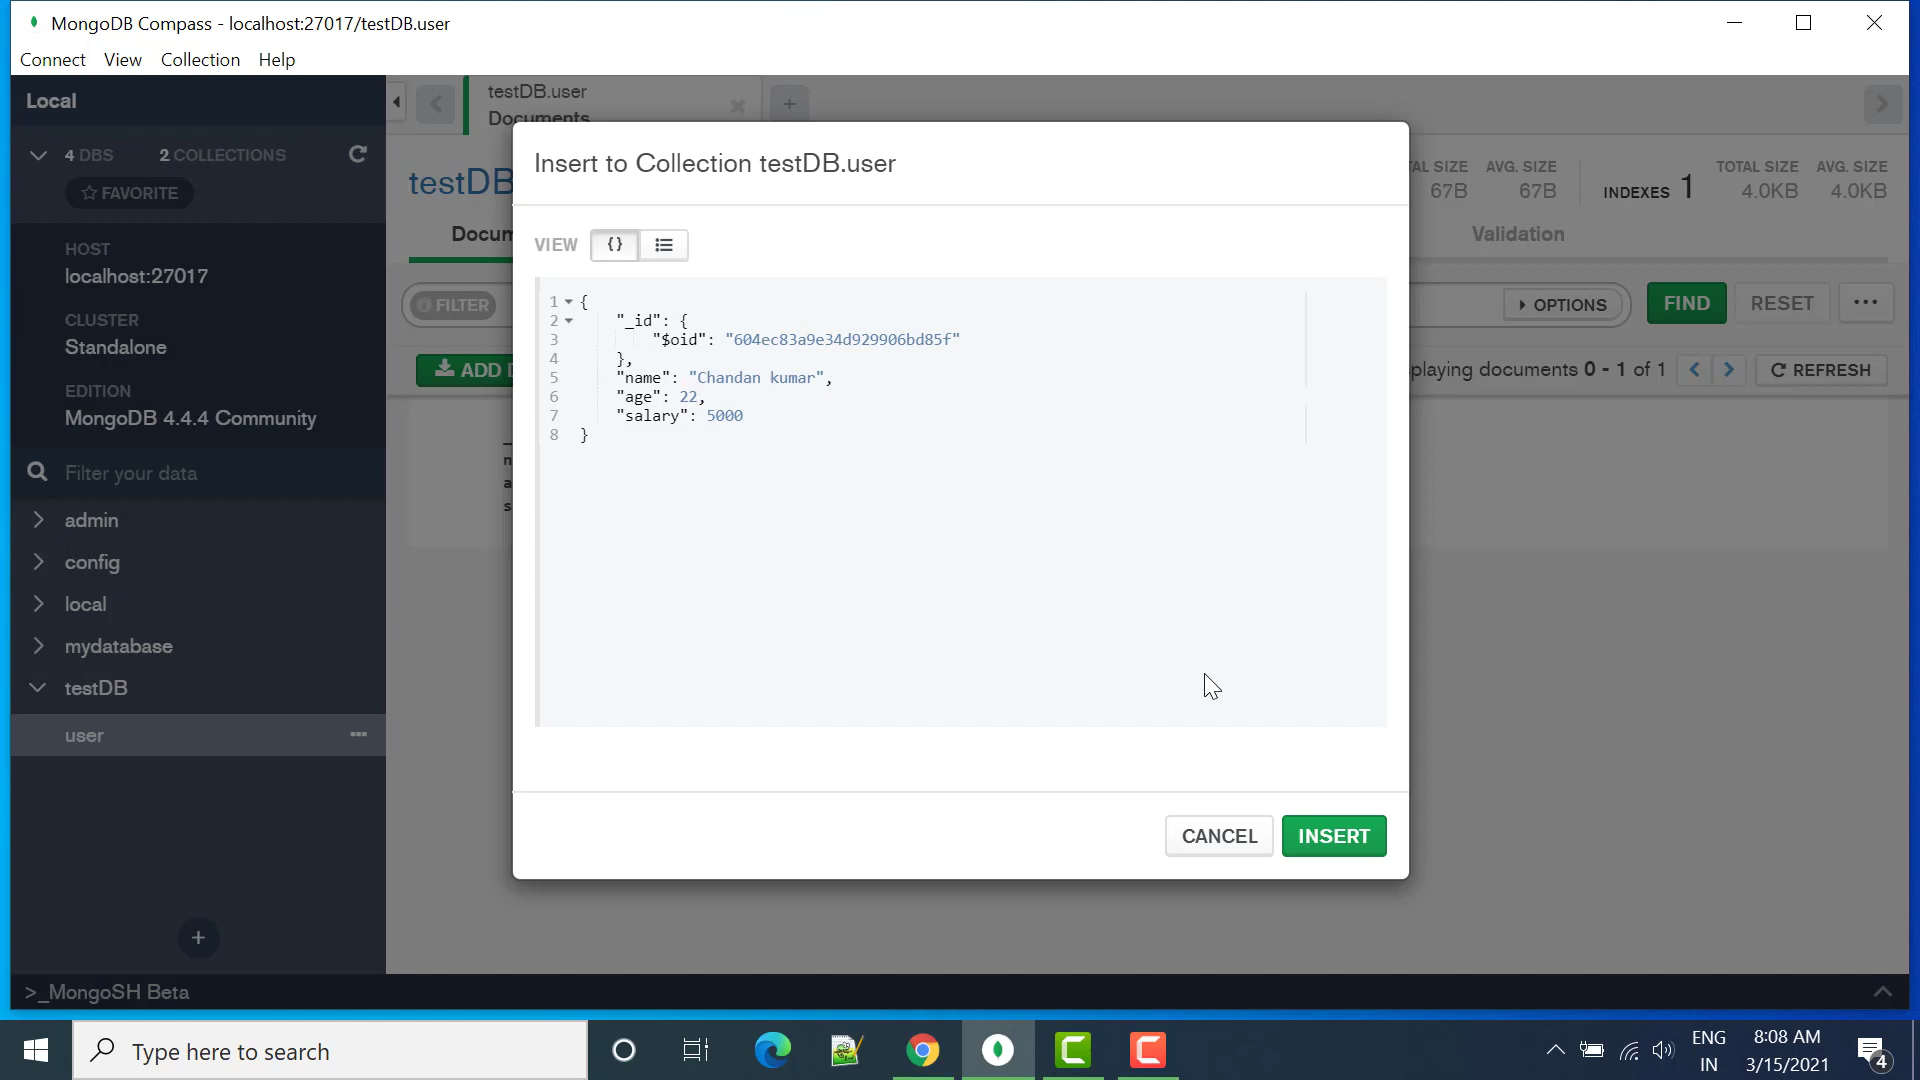 MongoDB Compass - localhost:27017/testDB.user
Connect View Collection Help
Local
4 DBS 2 COLLECTIONS
FAVORITE
HOST
localhost:27017
CLUSTER
Standalone
EDITION
MongoDB 4.4.4 Community
Filter your data
admin
config
local
mydatabase
testDB
user
>_MongoSH Beta
testDB.user
Documents
testDB
TOTAL SIZE AVG. SIZE
67B 67B
INDEXES 1
TOTAL SIZE AVG. SIZE
4.0KB 4.0KB
Validation
FILTER
OPTIONS
FIND
RESET
ADD D
playing documents 0 - 1 of 1
REFRESH
Insert to Collection testDB.user
VIEW {}
1 {
2 "_id": {
3 "$oid": "604ec83a9e34d929906bd85f"
4 },
5 "name": "Chandan kumar",
6 "age": 22,
7 "salary": 5000
8 }
CANCEL INSERT
Type here to search
ENG
IN
8:08 AM
3/15/2021
4